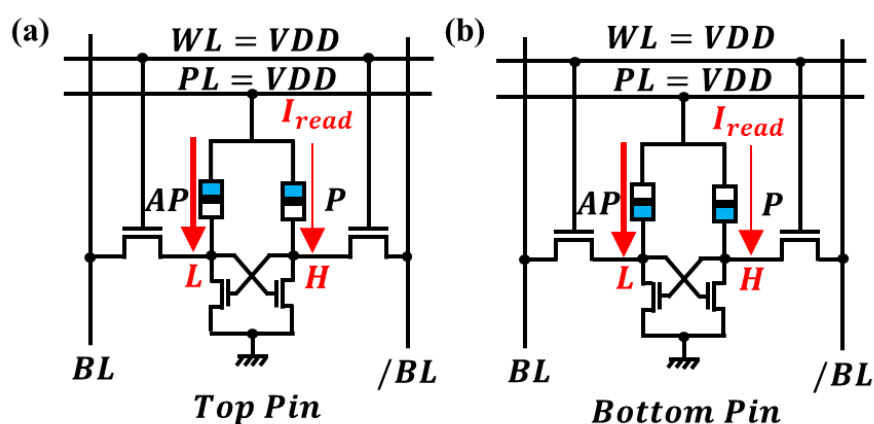 (a)
WL = VDD
PL = VDD
I_read
AP
P
L
H
BL
/BL
Top Pin
(b)
WL = VDD
PL = VDD
I_read
AP
P
L
H
BL
/BL
Bottom Pin